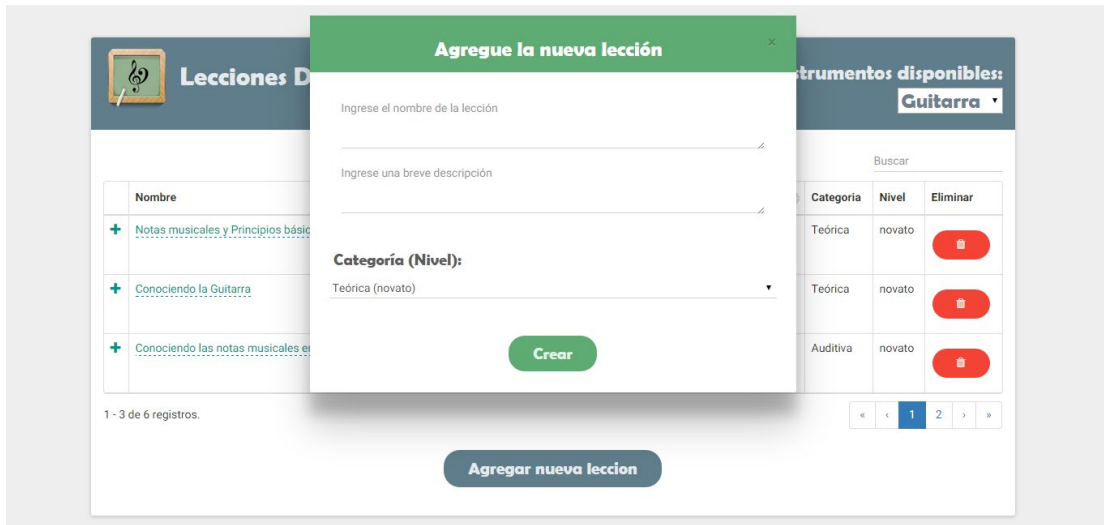 Agregue la nueva lección
×
Lecciones
Instrumentos disponibles:
Guitarra
Ingrese el nombre de la lección
Ingrese una breve descripción
Categoría (Nivel):
Teórica (novato)
Crear
Buscar
Nombre Categoria Nivel Eliminar
Notas musicales y Principios Teórica novato
Conociendo la Guitarra Teórica novato
Conociendo las notas musicales Auditiva novato
1 - 3 de 6 registros.
« ‹ 1 2 › »
Agregar nueva leccion